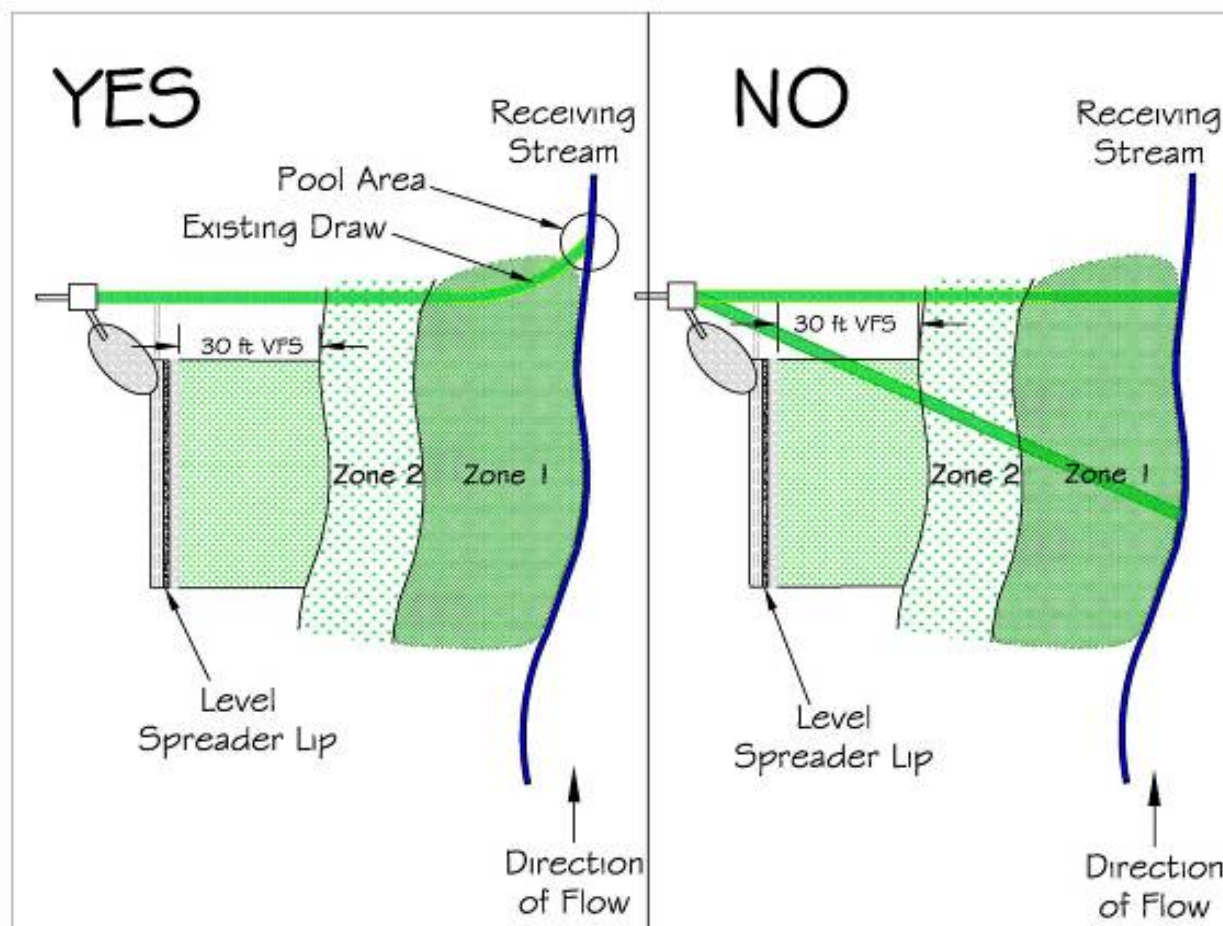 YES
Receiving
Stream
Pool Area
Existing Draw
30 ft VFS
Zone 2
Zone 1
Level
Spreader Lip
Direction
of Flow
NO
Receiving
Stream
30 ft VFS
Zone 2
Zone 1
Level
Spreader Lip
Direction
of Flow